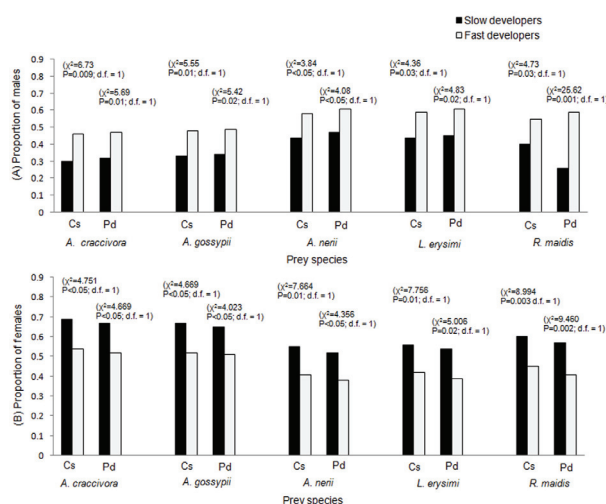 Slow developers
Fast developers
(A) Proportion of males
0.9
0.8
0.7
0.6
0.5
0.4
0.3
0.2
0.1
0
(χ²=6.73
P=0.009; d.f. = 1)
(χ²=5.69
P=0.01; d.f. = 1)
(χ²=5.55
P=0.01; d.f. = 1)
(χ²=5.42
P=0.02; d.f. = 1)
(χ²=3.84
P<0.05; d.f. = 1)
(χ²=4.08
P<0.05; d.f. = 1)
(χ²=4.36
P=0.03; d.f. = 1)
(χ²=4.83
P=0.02; d.f. = 1)
(χ²=4.73
P=0.03; d.f. = 1)
(χ²=25.62
P=0.001; d.f. = 1)
Cs Pd Cs Pd Cs Pd Cs Pd Cs Pd
A. craccivora A. gossypii A. nerii L. erysimi R. maidis
Prey species
(B) Proportion of females
0.9
0.8
0.7
0.6
0.5
0.4
0.3
0.2
0.1
0
(χ²=4.751
P<0.05; d.f. = 1)
(χ²=4.669
P<0.05; d.f. = 1)
(χ²=4.669
P<0.05; d.f. = 1)
(χ²=4.023
P<0.05; d.f. = 1)
(χ²=7.664
P=0.01; d.f. = 1)
(χ²=4.356
P<0.05; d.f. = 1)
(χ²=7.756
P=0.01; d.f. = 1)
(χ²=5.006
P=0.02; d.f. = 1)
(χ²=8.994
P=0.003 d.f. = 1)
(χ²=9.460
P=0.002; d.f. = 1)
Cs Pd Cs Pd Cs Pd Cs Pd Cs Pd
A. craccivora A. gossypii A. nerii L. erysimi R. maidis
Prey species